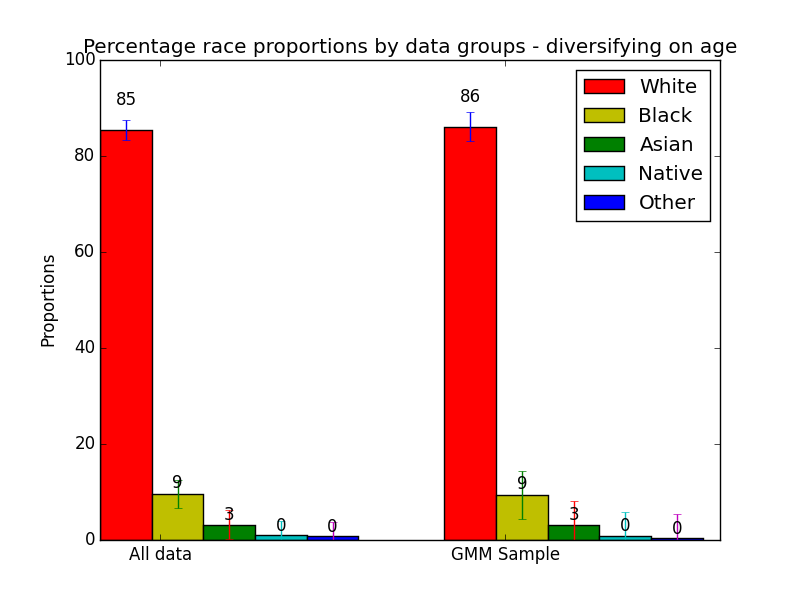 Percentage race proportions by data groups - diversifying on age
100
80
60
40
20
0
Proportions
85
9
3
0
0
86
9
3
0
0
White
Black
Asian
Native
Other
All data
GMM Sample